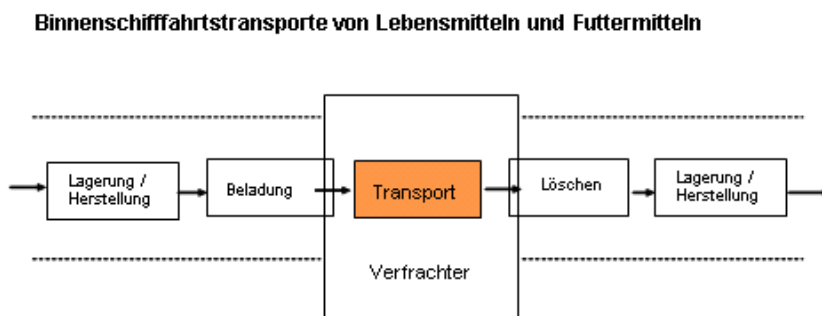 Binnenschifffahrtstransporte von Lebensmitteln und Futtermitteln
Lagerung /
Herstellung
Beladung
Transport
Löschen
Lagerung /
Herstellung
Verfrachter